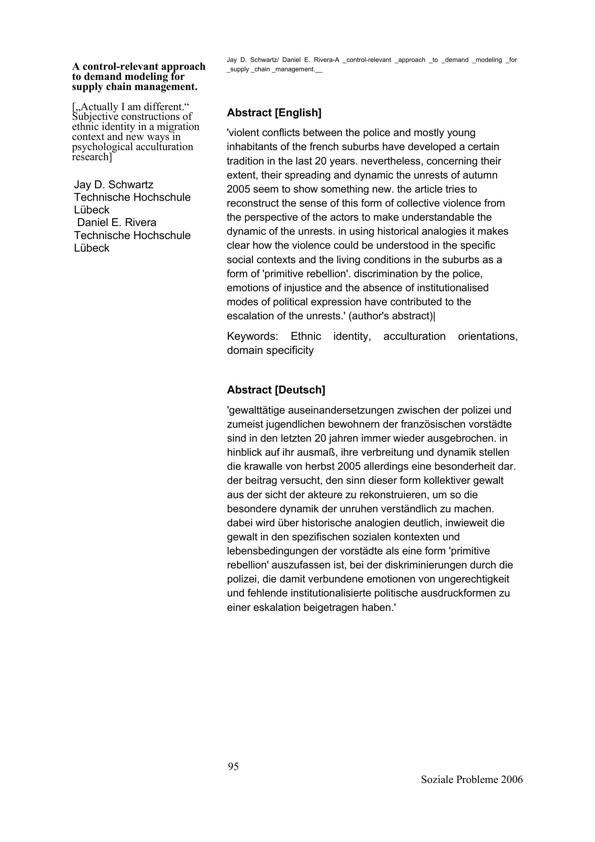 Jay D. Schwartz/ Daniel E. Rivera-A _control-relevant _approach _to _demand _modeling _for
_supply _chain _management.__
A control-relevant approach
to demand modeling for
supply chain management.
[„Actually I am different.“
Subjective constructions of
ethnic identity in a migration
context and new ways in
psychological acculturation
research]
Jay D. Schwartz
Technische Hochschule
Lübeck
Daniel E. Rivera
Technische Hochschule
Lübeck
Abstract [English]
'violent conflicts between the police and mostly young
inhabitants of the french suburbs have developed a certain
tradition in the last 20 years. nevertheless, concerning their
extent, their spreading and dynamic the unrests of autumn
2005 seem to show something new. the article tries to
reconstruct the sense of this form of collective violence from
the perspective of the actors to make understandable the
dynamic of the unrests. in using historical analogies it makes
clear how the violence could be understood in the specific
social contexts and the living conditions in the suburbs as a
form of 'primitive rebellion'. discrimination by the police,
emotions of injustice and the absence of institutionalised
modes of political expression have contributed to the
escalation of the unrests.' (author's abstract)|
Keywords: Ethnic identity, acculturation orientations,
domain specificity
Abstract [Deutsch]
'gewalttätige auseinandersetzungen zwischen der polizei und
zumeist jugendlichen bewohnern der französischen vorstädte
sind in den letzten 20 jahren immer wieder ausgebrochen. in
hinblick auf ihr ausmaß, ihre verbreitung und dynamik stellen
die krawalle von herbst 2005 allerdings eine besonderheit dar.
der beitrag versucht, den sinn dieser form kollektiver gewalt
aus der sicht der akteure zu rekonstruieren, um so die
besondere dynamik der unruhen verständlich zu machen.
dabei wird über historische analogien deutlich, inwieweit die
gewalt in den spezifischen sozialen kontexten und
lebensbedingungen der vorstädte als eine form 'primitive
rebellion' auszufassen ist, bei der diskriminierungen durch die
polizei, die damit verbundene emotionen von ungerechtigkeit
und fehlende institutionalisierte politische ausdruckformen zu
einer eskalation beigetragen haben.'
95
Soziale Probleme 2006